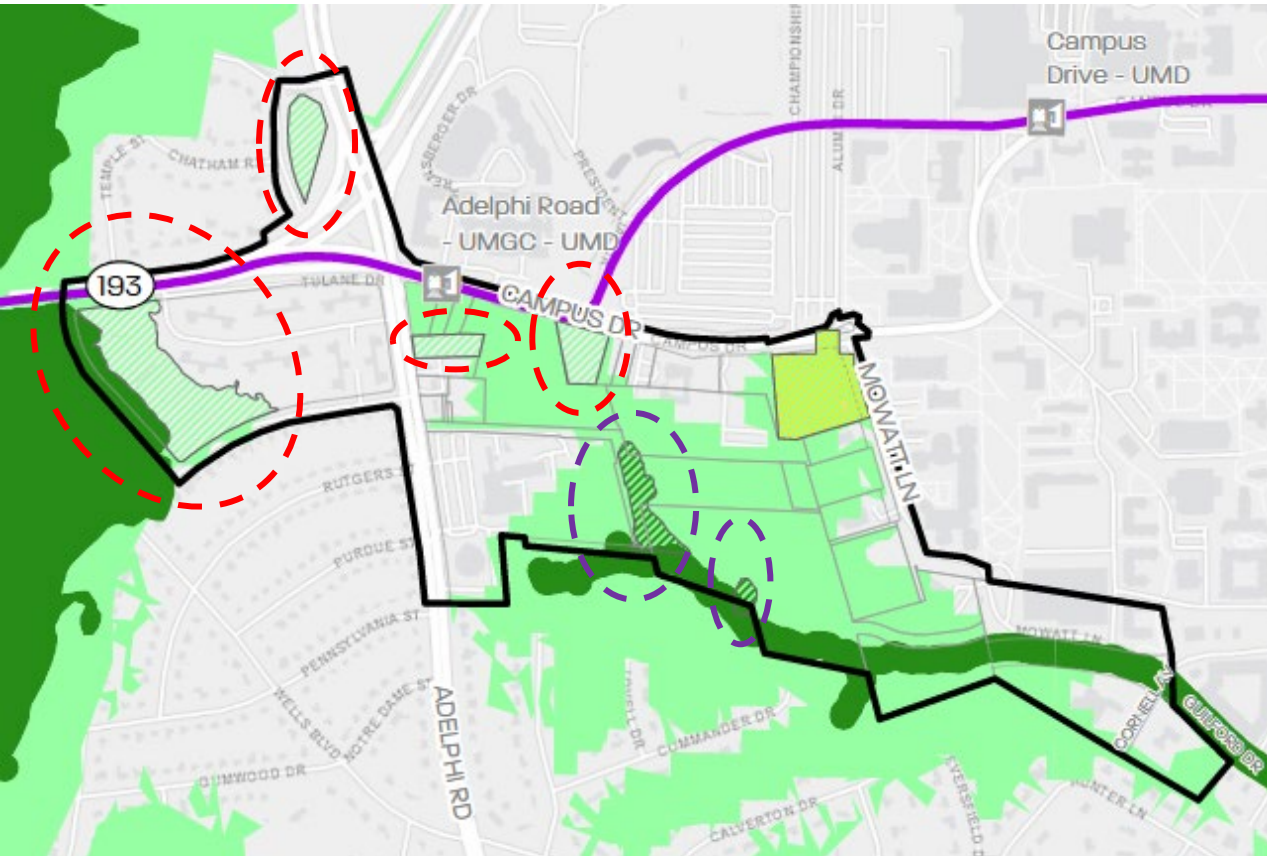 Campus
Drive - UMD
CHAMPIONSHIP
ALUMNI DR
TEMPLE ST
CHATHAM RD
PRESIDENT
Adelphi Road
- UMGC - UMD
193
TULANE DR
CAMPUS DR
CAMPUS DR
MOWATT LN
RUTGERS ST
PURDUE ST
PENNSYLVANIA ST
WELLS BLVD
NOTRE DAME ST
ADELPHI RD
GUMWOOD DR
COMMANDER DR
CALVERTON DR
MOWATT LN
CORNELL
GUILFORD DR
HUNTER LN
EVERSFIELD D